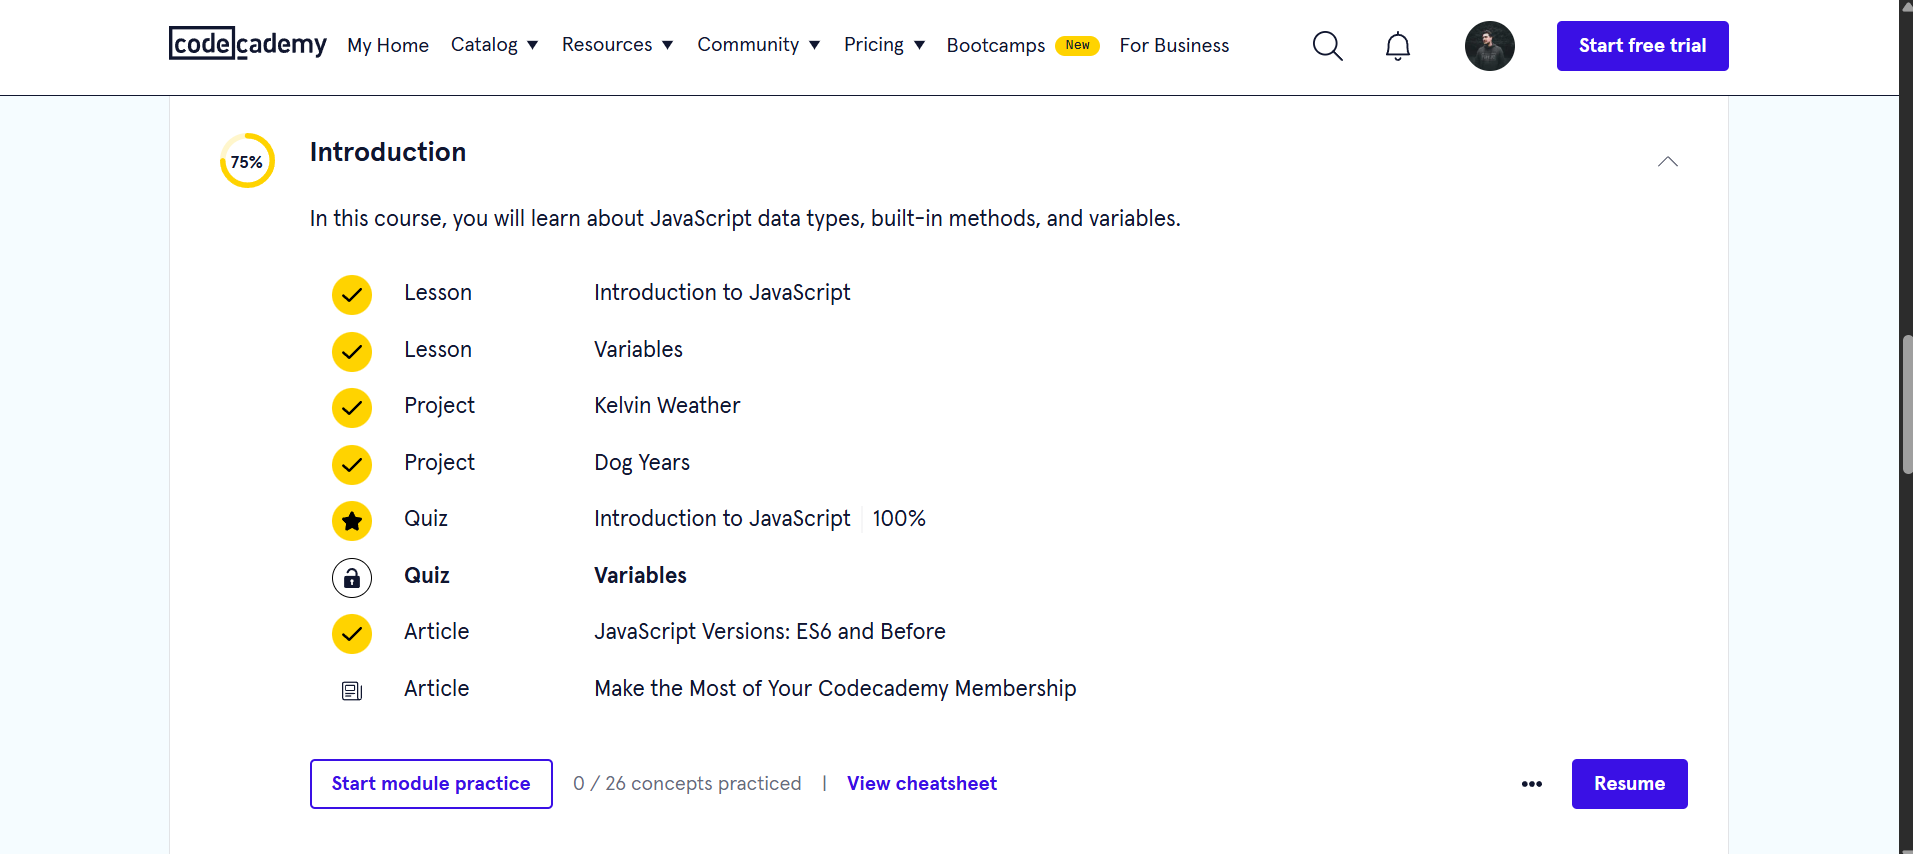 codecademy My Home Catalog Resources Community Pricing Bootcamps New For Business Start free trial
75% Introduction
In this course, you will learn about JavaScript data types, built-in methods, and variables.
Lesson Introduction to JavaScript
Lesson Variables
Project Kelvin Weather
Project Dog Years
Quiz Introduction to JavaScript 100%
Quiz Variables
Article JavaScript Versions: ES6 and Before
Article Make the Most of Your Codecademy Membership
Start module practice 0 / 26 concepts practiced | View cheatsheet ••• Resume